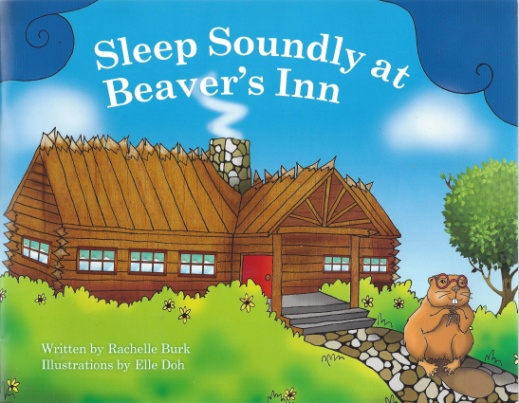 Sleep Soundly at
Beaver's Inn
Written by Rachelle Burk
Illustrations by Elle Doh